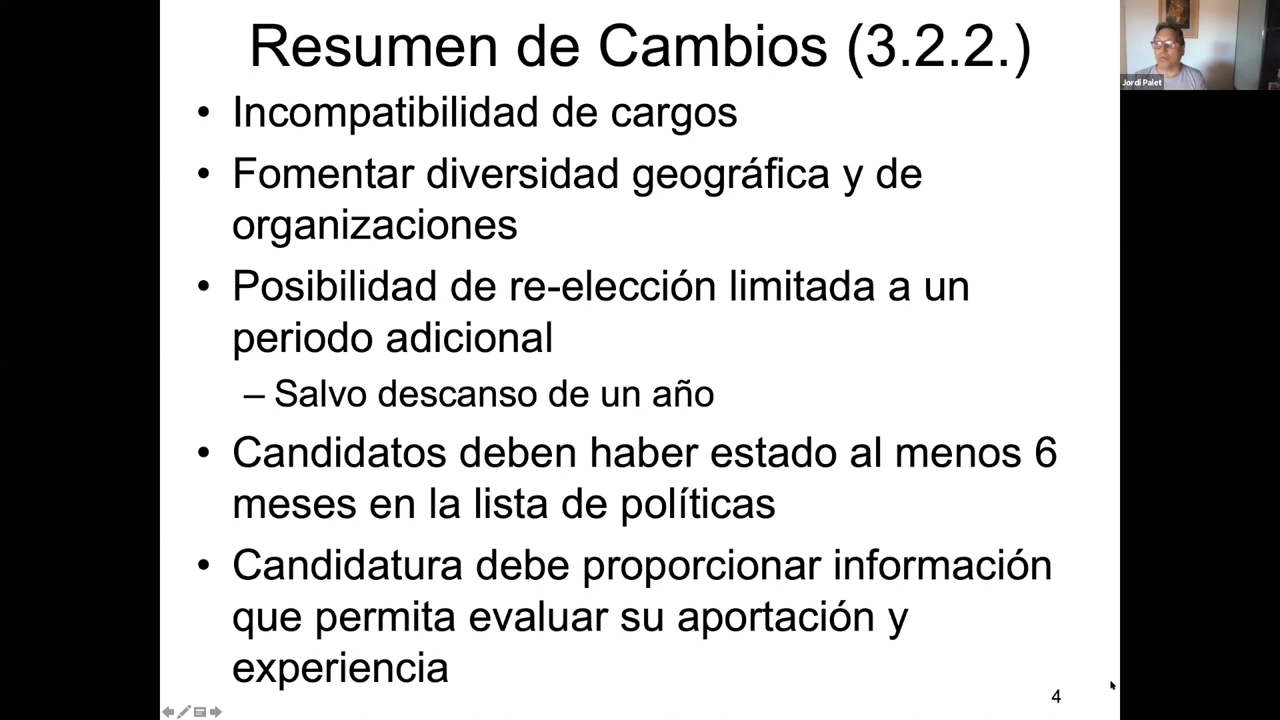 Resumen de Cambios (3.2.2.)
Jordi Palet
• Incompatibilidad de cargos
• Fomentar diversidad geográfica y de
organizaciones
• Posibilidad de re-elección limitada a un
periodo adicional
– Salvo descanso de un año
• Candidatos deben haber estado al menos 6
meses en la lista de políticas
• Candidatura debe proporcionar información
que permita evaluar su aportación y
experiencia
4